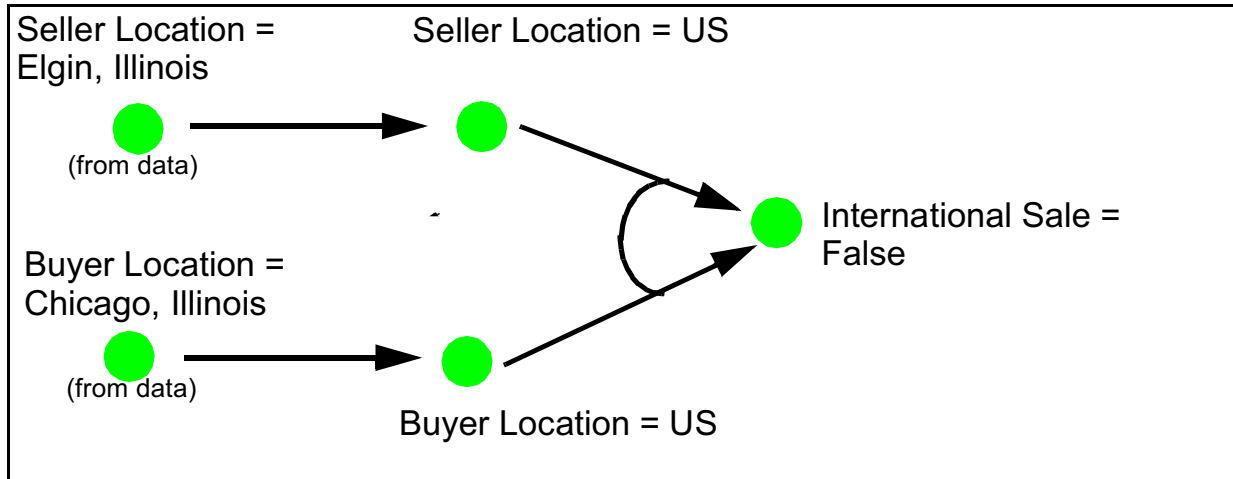 Seller Location =
Elgin, Illinois
Seller Location = US
(from data)
International Sale =
False
Buyer Location =
Chicago, Illinois
(from data)
Buyer Location = US